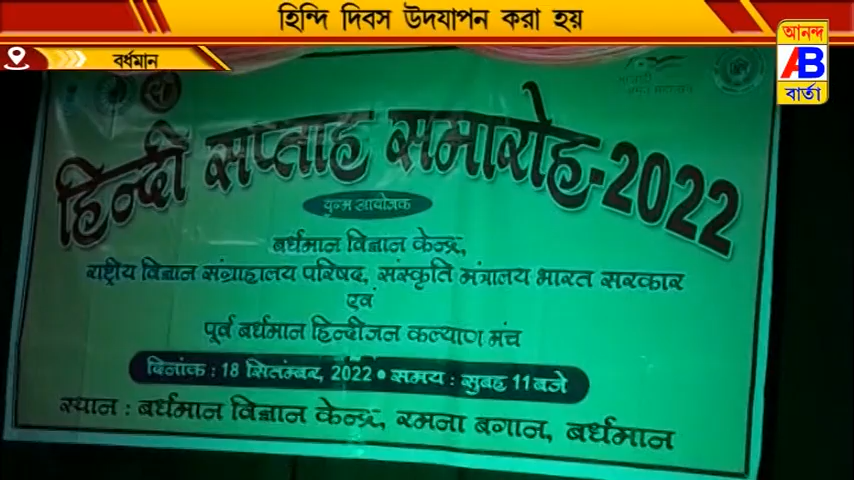 হিন্দি দিবস উদযাপন করা হয়
বর্ধমান
আনন্দ
AB
বার্তা
हिन्दी सप्ताह समारोह-2022
युग्म आयोजक
बर्धमान विज्ञान केन्द्र,
राष्ट्रीय विज्ञान संग्राहालय परिषद, संस्कृति मंत्रालय भारत सरकार
एवं
पूर्व बर्धमान हिन्दीजन कल्याण मंच
दिनांक : 18 सितंम्बर, 2022 • समय : सुबह 11 बजे
स्थान : बर्धमान विज्ञान केन्द्र, रमना बगान, बर्धमान